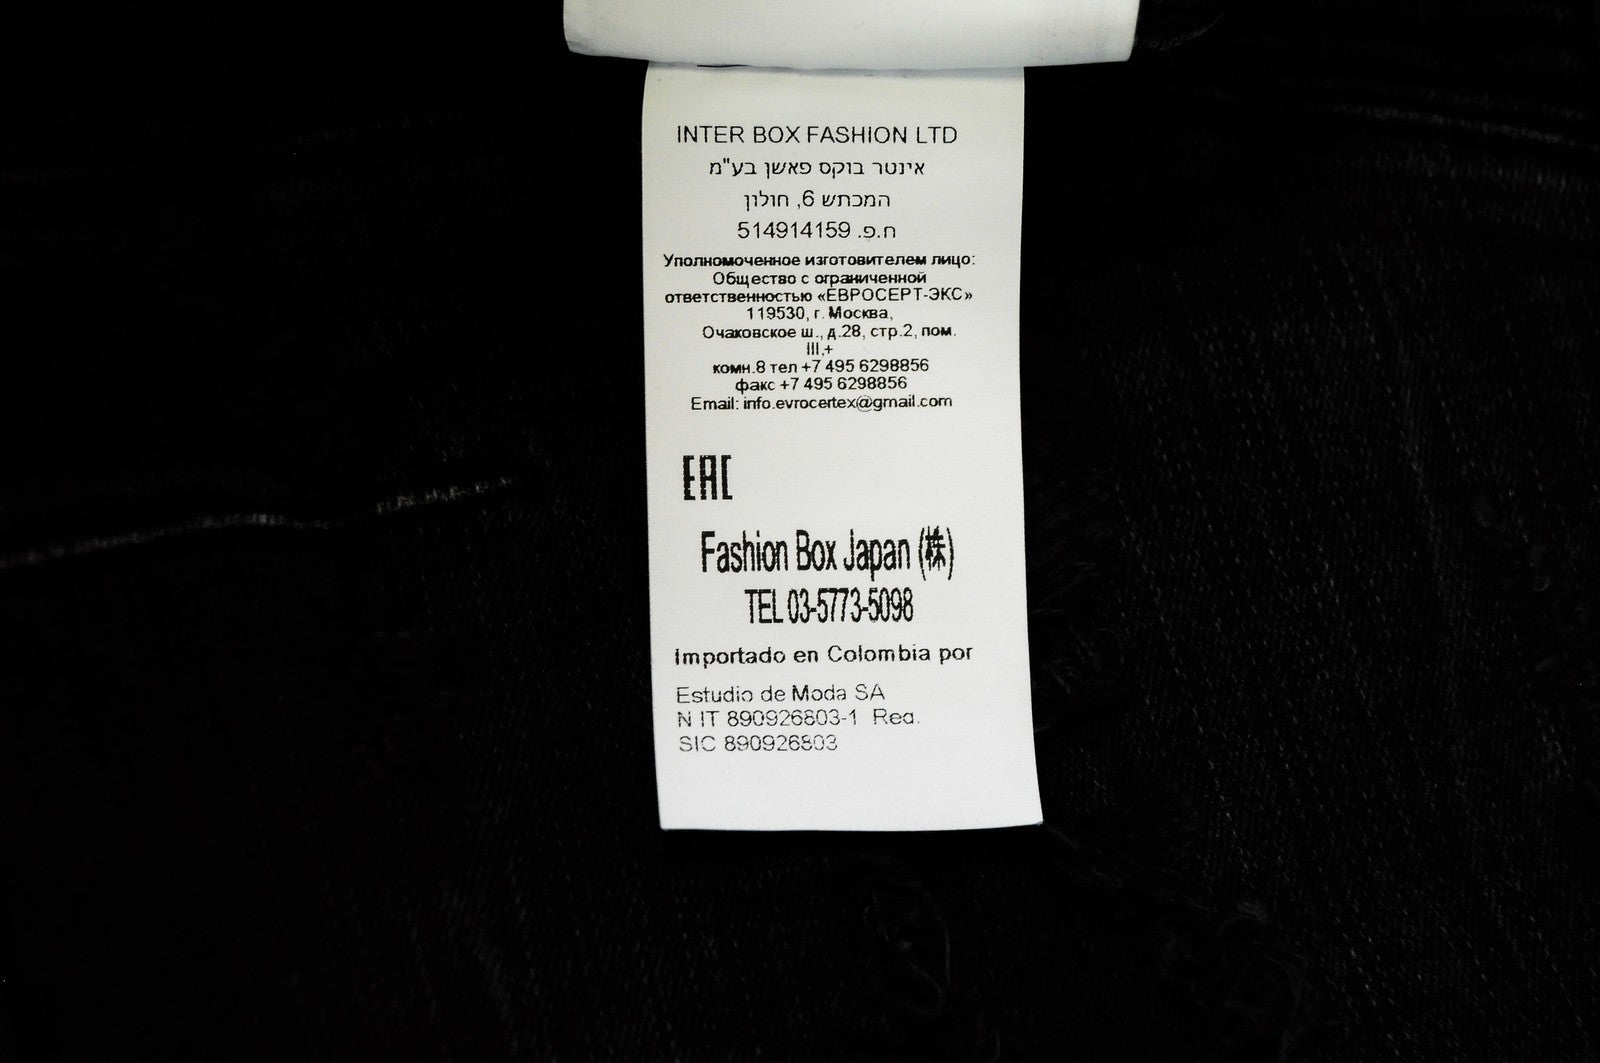 INTER BOX FASHION LTD
אינטר בוקס פאשן בע"מ
המכתש 6, חולון
ח.פ. 514914159
Уполномоченное изготовителем лицо:
Общество с ограниченной
ответственностью «ЕВРОСЕРТ-ЭКС»
119530, г. Москва,
Очаковское ш., д.28, стр.2, пом.
III,+
комн.8 тел +7 495 6298856
факс +7 495 6298856
Email: info.evrocertex@gmail.com
EAC
Fashion Box Japan (株)
TEL 03-5773-5098
Importado en Colombia por
Estudio de Moda SA
N IT 890926803-1 Reg.
SIC 890926803